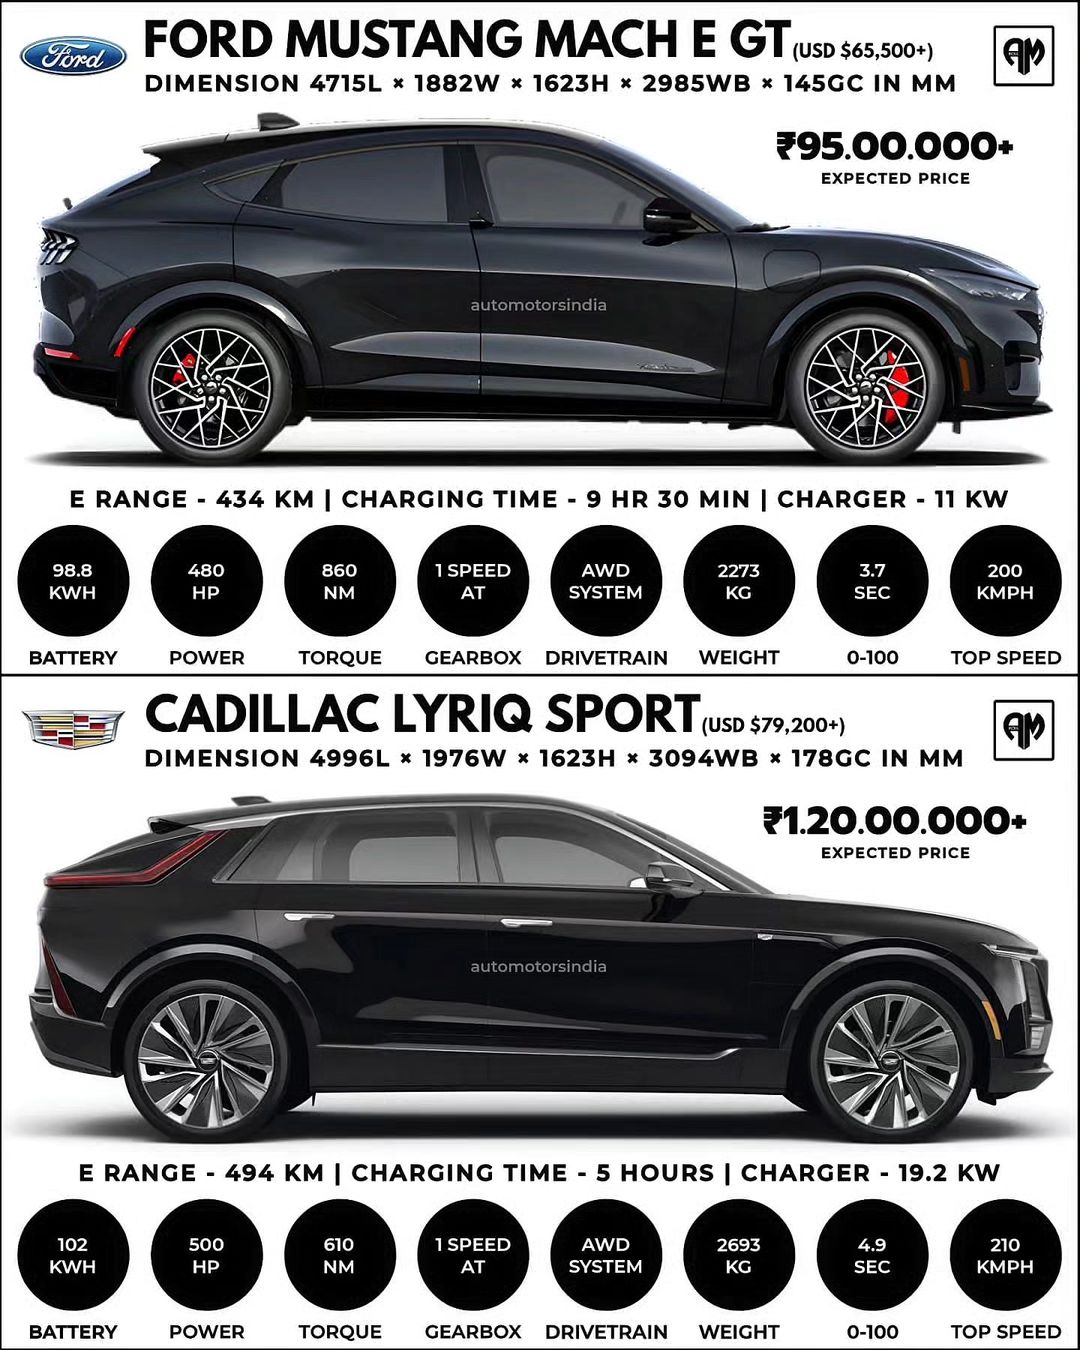 Ford
FORD MUSTANG MACH E GT (USD $65,500+)
AM
DIMENSION 4715L × 1882W × 1623H × 2985WB × 145GC IN MM
₹95.00.000+
EXPECTED PRICE
automotorsindia
E RANGE - 434 KM | CHARGING TIME - 9 HR 30 MIN | CHARGER - 11 KW
98.8 KWH
480 HP
860 NM
1 SPEED AT
AWD SYSTEM
2273 KG
3.7 SEC
200 KMPH
BATTERY POWER TORQUE GEARBOX DRIVETRAIN WEIGHT 0-100 TOP SPEED
CADILLAC LYRIQ SPORT (USD $79,200+)
AM
DIMENSION 4996L × 1976W × 1623H × 3094WB × 178GC IN MM
₹1.20.00.000+
EXPECTED PRICE
automotorsindia
E RANGE - 494 KM | CHARGING TIME - 5 HOURS | CHARGER - 19.2 KW
102 KWH
500 HP
610 NM
1 SPEED AT
AWD SYSTEM
2693 KG
4.9 SEC
210 KMPH
BATTERY POWER TORQUE GEARBOX DRIVETRAIN WEIGHT 0-100 TOP SPEED